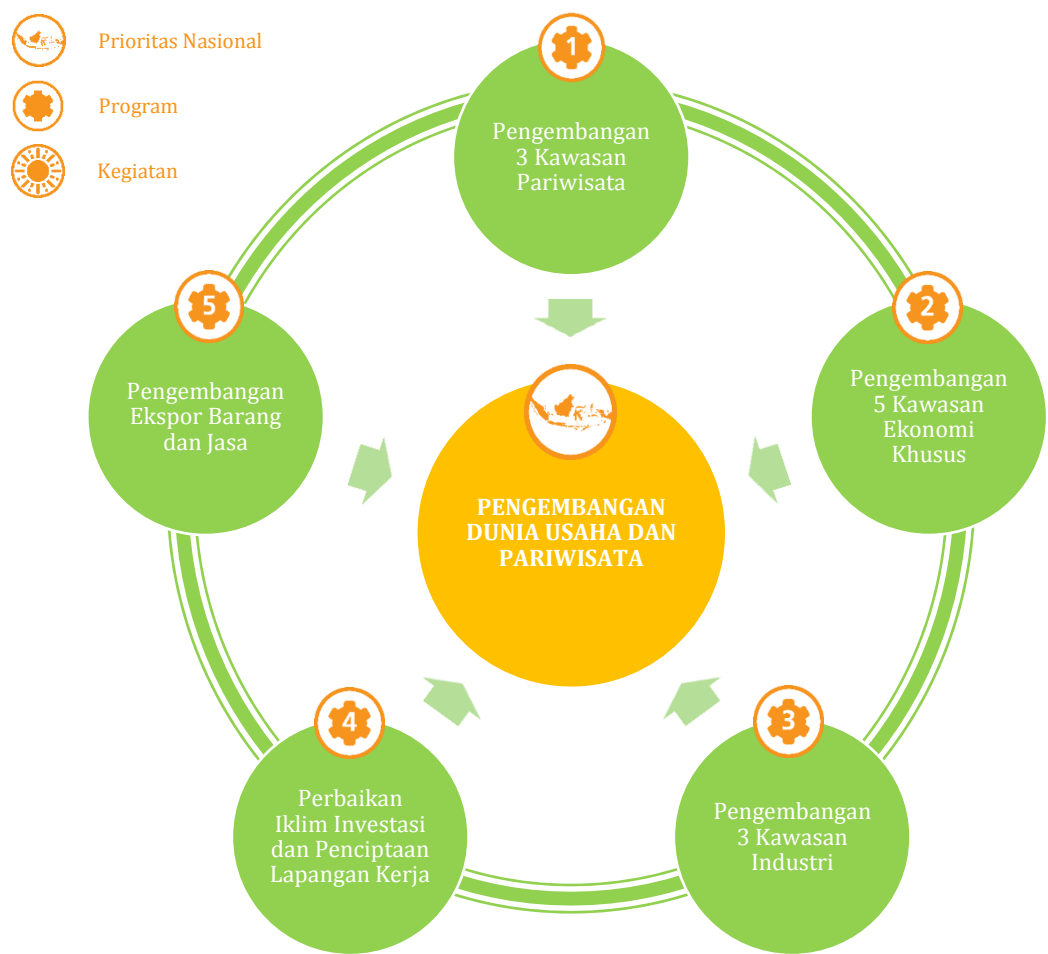 Prioritas Nasional
Program
Kegiatan
1
Pengembangan
3 Kawasan
Pariwisata
2
Pengembangan
5 Kawasan
Ekonomi
Khusus
3
Pengembangan
3 Kawasan
Industri
4
Perbaikan
Iklim Investasi
dan Penciptaan
Lapangan Kerja
5
Pengembangan
Ekspor Barang
dan Jasa
PENGEMBANGAN
DUNIA USAHA DAN
PARIWISATA